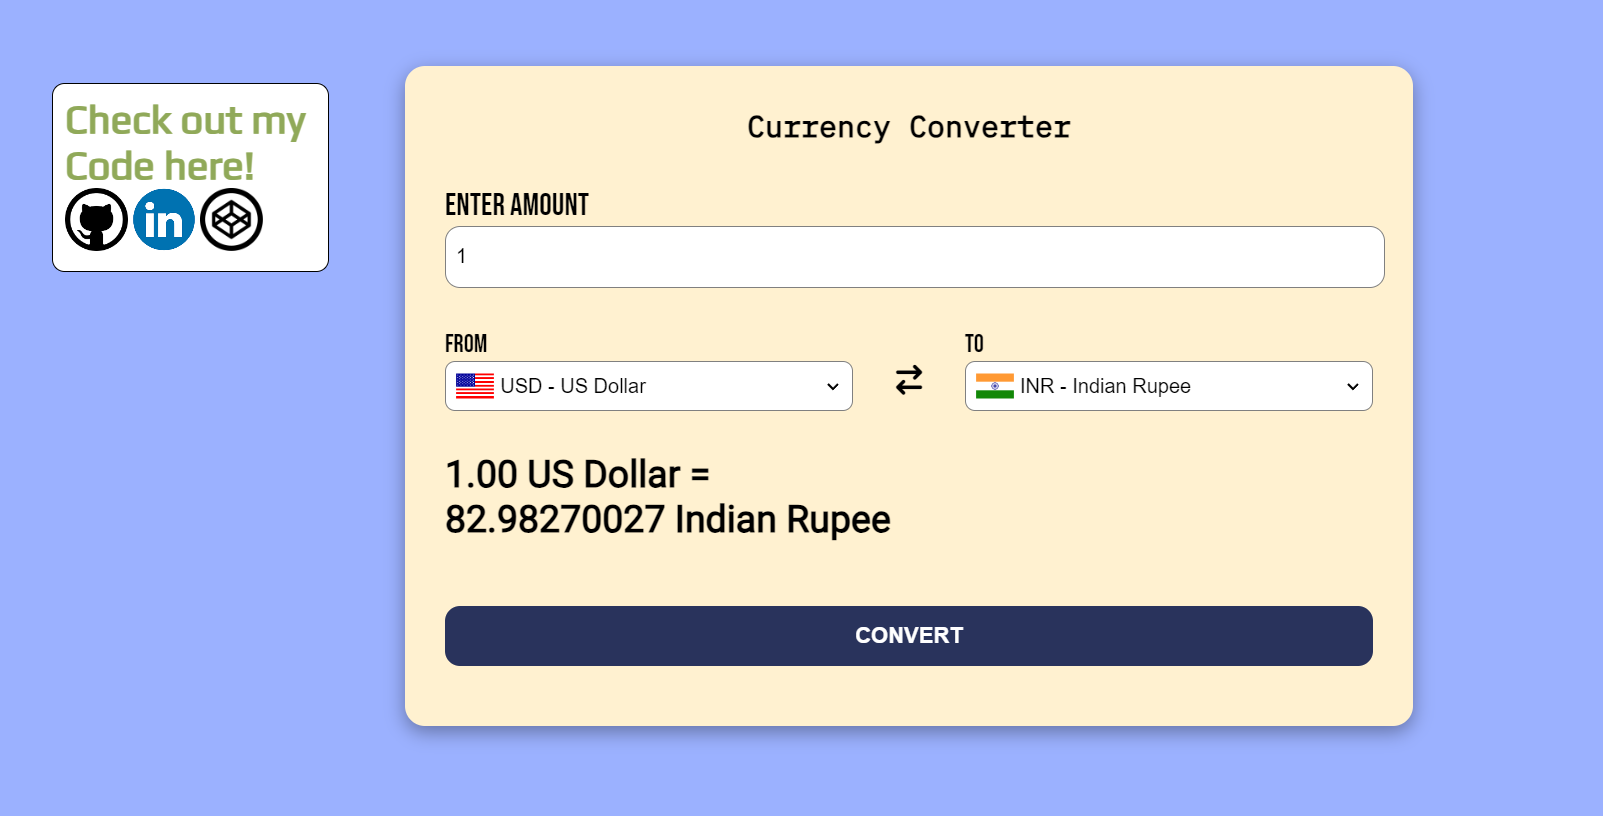 Check out my
Code here!
in
Currency Converter
ENTER AMOUNT
1
FROM
TO
USD - US Dollar
INR - Indian Rupee
1.00 US Dollar =
82.98270027 Indian Rupee
CONVERT